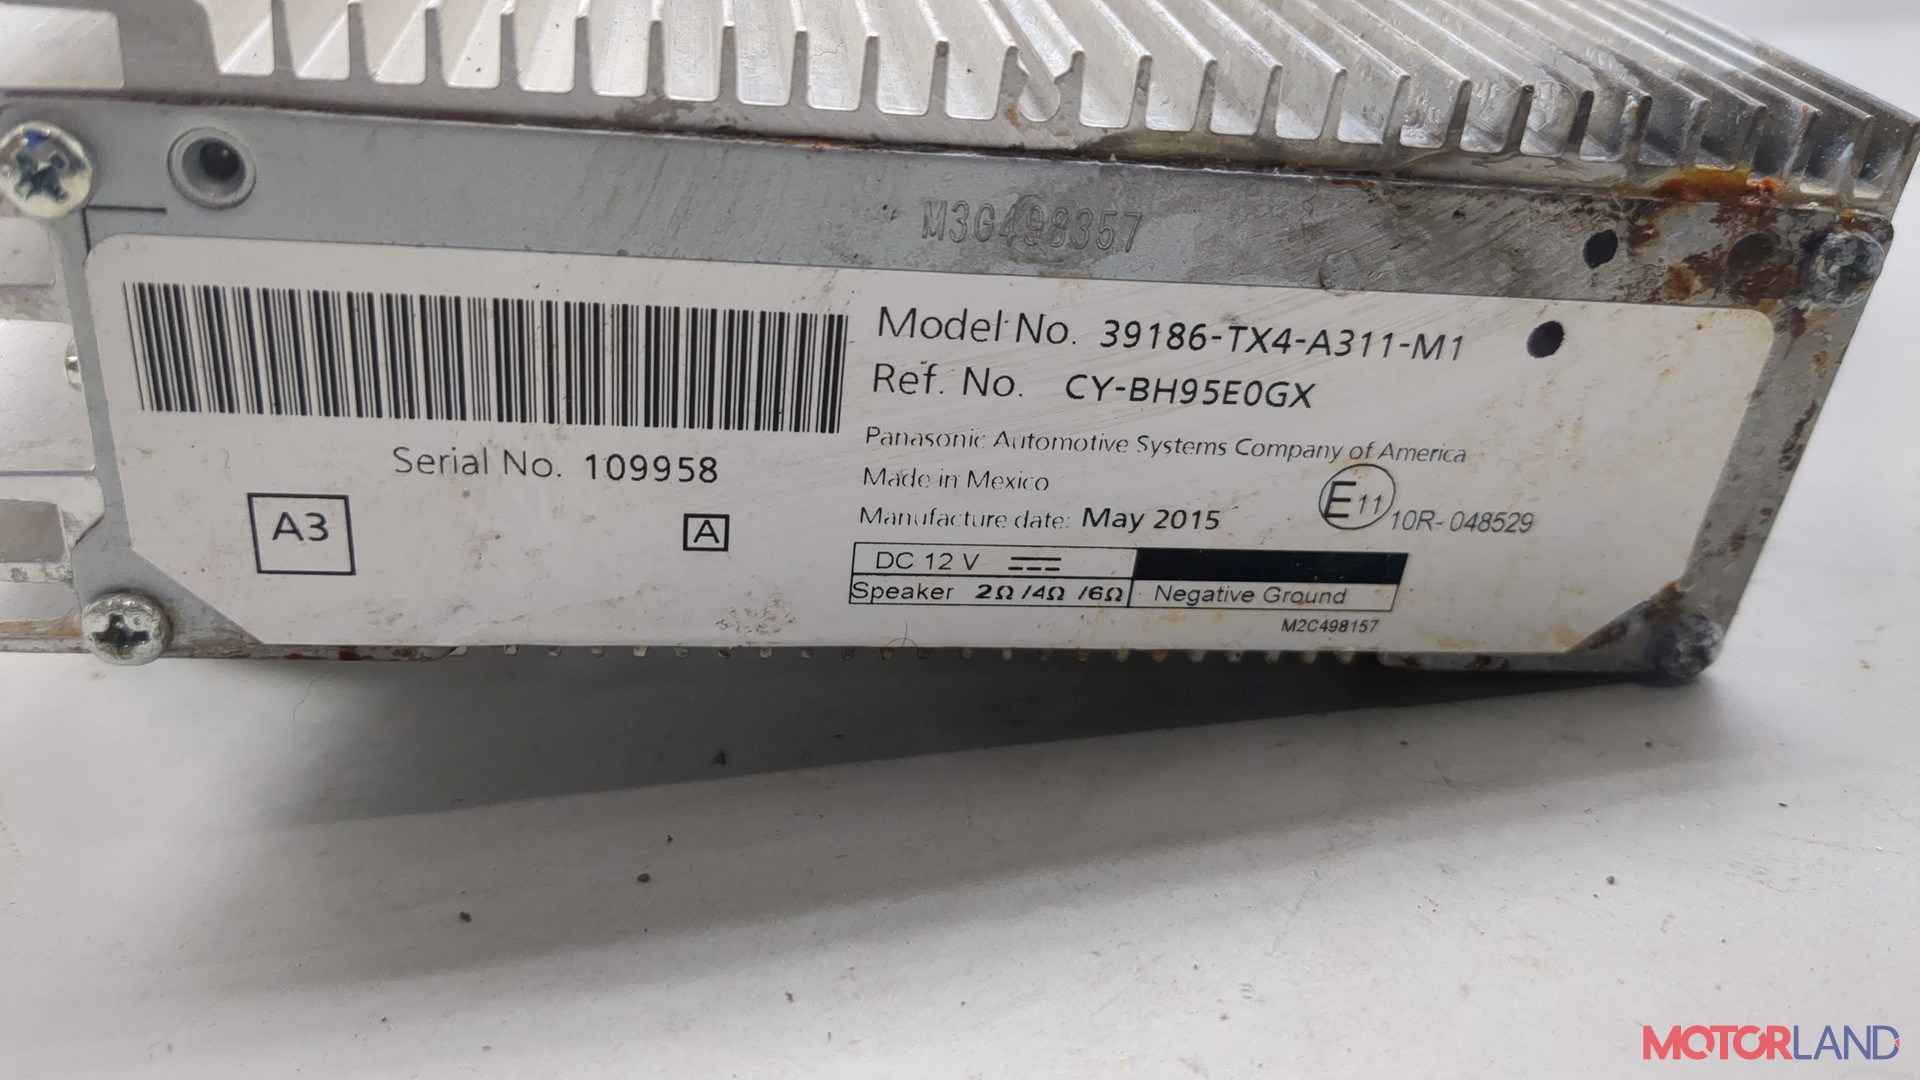 M3G498357
Model No. 39186-TX4-A311-M1
Ref. No. CY-BH95E0GX
Panasonic Automotive Systems Company of America
Made in Mexico
Manufacture date: May 2015
E11 10R-048529
Serial No. 109958
A3
A
DC 12 V
Speaker 2Ω/4Ω/6Ω Negative Ground
M2C498157
MOTORLAND